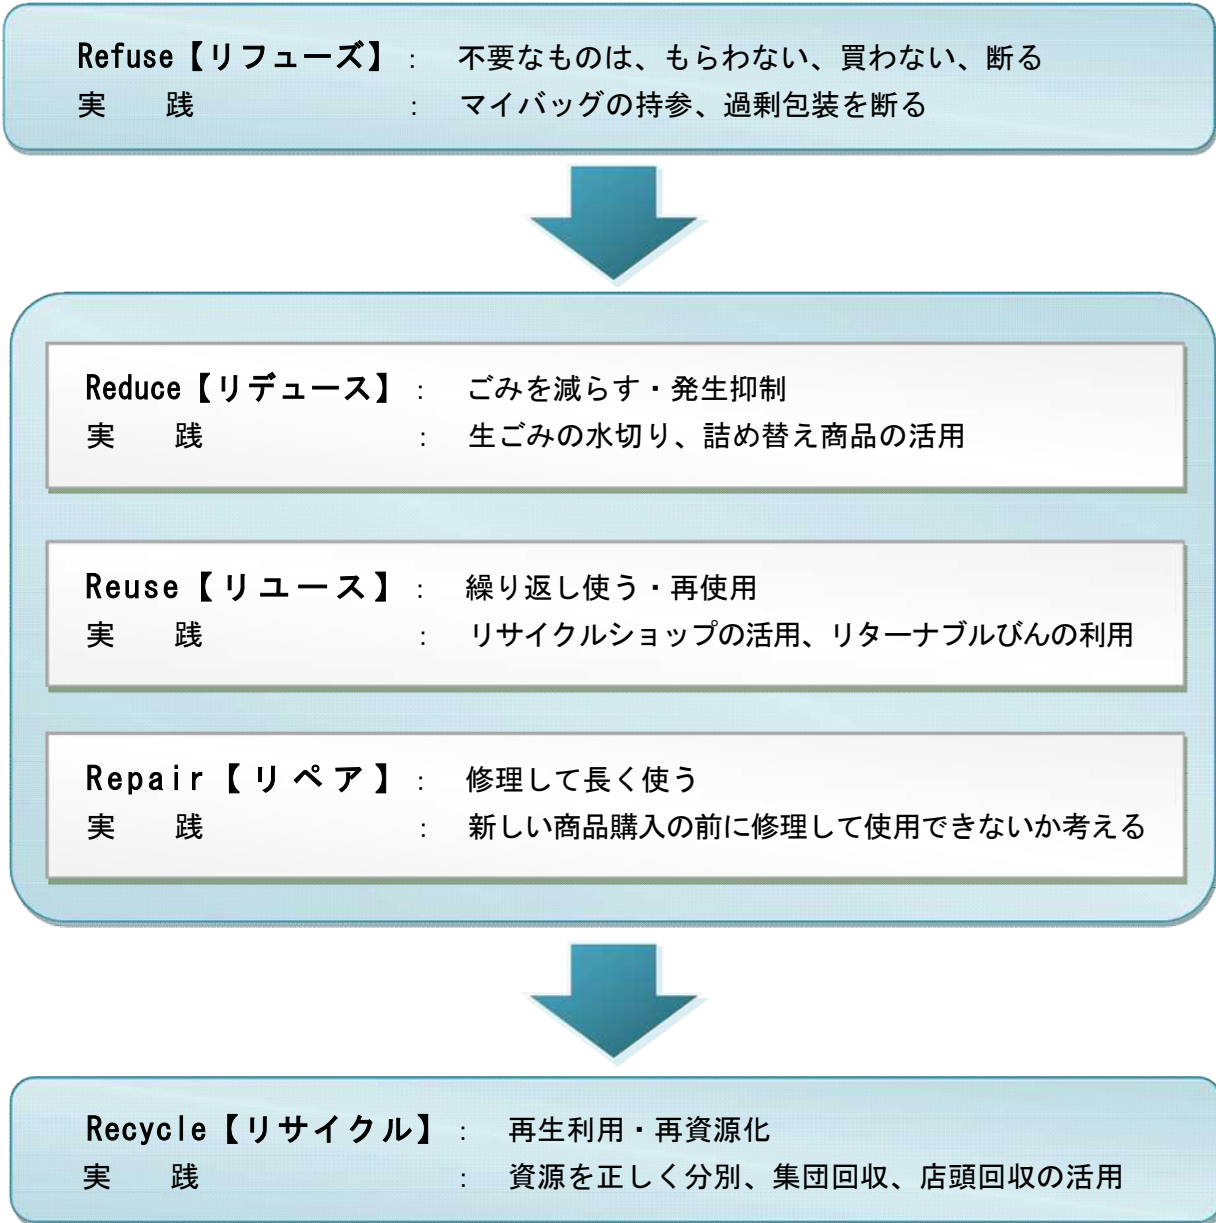 Refuse【リフューズ】： 不要なものは、もらわない、買わない、断る
実　践　： マイバッグの持参、過剰包装を断る
Reduce【リデュース】： ごみを減らす・発生抑制
実　践　： 生ごみの水切り、詰め替え商品の活用
Reuse【リユース】： 繰り返し使う・再使用
実　践　： リサイクルショップの活用、リターナブルびんの利用
Repair【リペア】： 修理して長く使う
実　践　： 新しい商品購入の前に修理して使用できないか考える
Recycle【リサイクル】： 再生利用・再資源化
実　践　： 資源を正しく分別、集団回収、店頭回収の活用